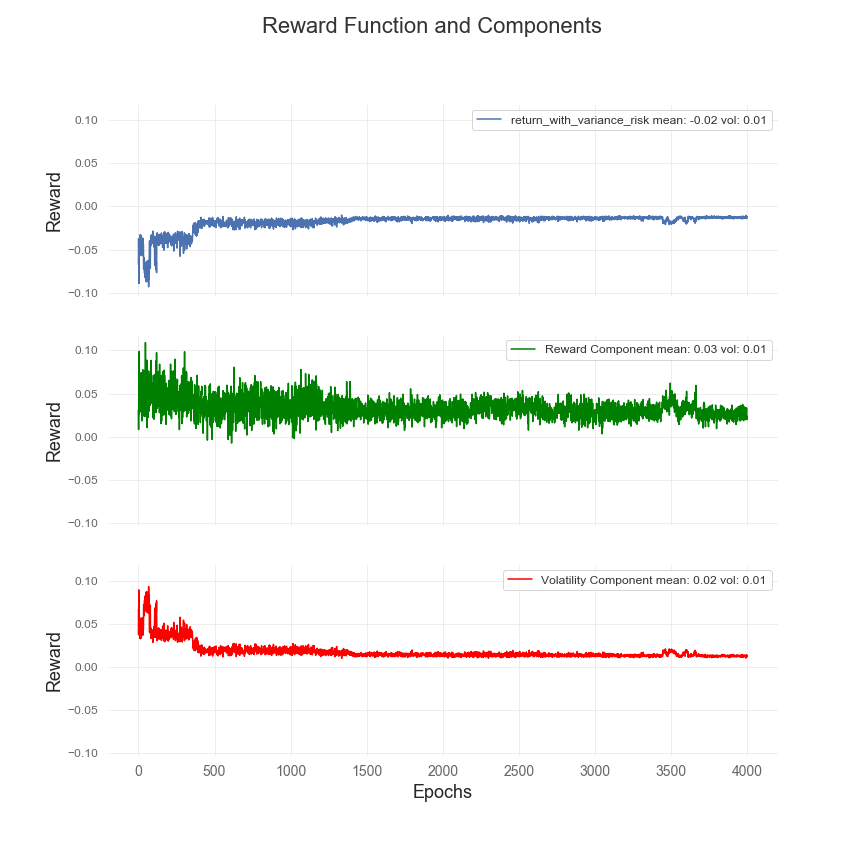 Reward Function and Components
return_with_variance_risk mean: -0.02 vol: 0.01
0.10
0.05
0.00
−0.05
−0.10
Reward
Reward Component mean: 0.03 vol: 0.01
0.10
0.05
0.00
−0.05
−0.10
Reward
Volatility Component mean: 0.02 vol: 0.01
0.10
0.05
0.00
−0.05
−0.10
Reward
0 500 1000 1500 2000 2500 3000 3500 4000
Epochs